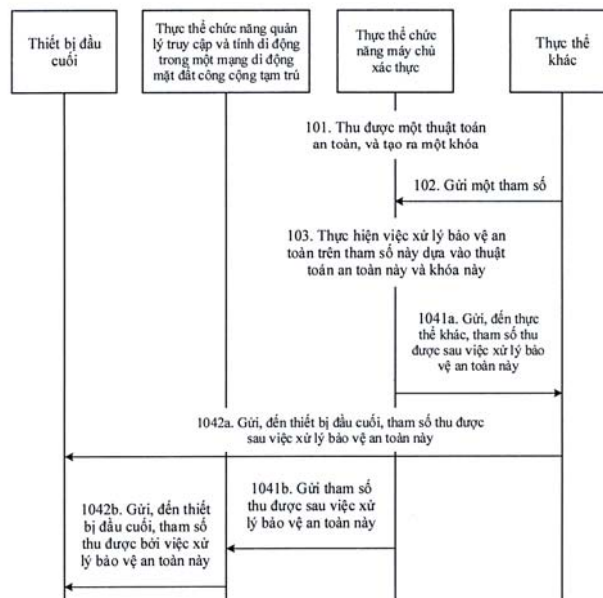 Thiết bị đầu
cuối
Thực thể chức năng quản
lý truy cập và tính di động
trong một mạng di động
mặt đất công cộng tạm trú
Thực thể chức
năng máy chủ
xác thực
Thực thể
khác
101. Thu được một thuật toán
an toàn, và tạo ra một khóa
102. Gửi một tham số
103. Thực hiện việc xử lý bảo vệ an
toàn trên tham số này dựa vào thuật
toán an toàn này và khóa này
1041a. Gửi, đến thực
thể khác, tham số thu
được sau việc xử lý bảo
vệ an toàn này
1042a. Gửi, đến thiết bị đầu cuối, tham số thu được
sau việc xử lý bảo vệ an toàn này
1041b. Gửi tham số
thu được sau việc xử
lý bảo vệ an toàn này
1042b. Gửi, đến thiết
bị đầu cuối, tham số
thu được bởi việc xử
lý bảo vệ an toàn này